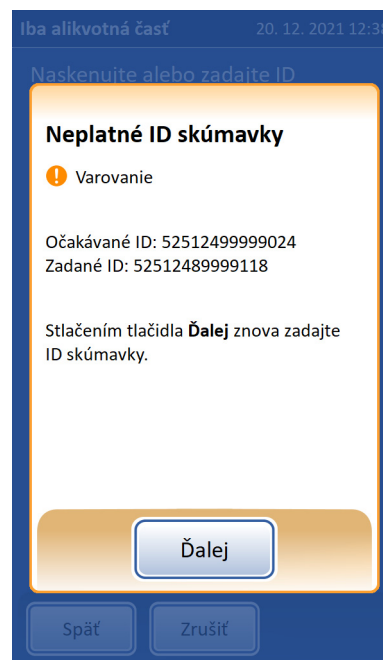 Iba alikvotná časť 20. 12. 2021 12:38
Naskenujte alebo zadajte ID
Neplatné ID skúmavky
Varovanie
Očakávané ID: 52512499999024
Zadané ID: 52512489999118
Stlačením tlačidla Ďalej znova zadajte
ID skúmavky.
Ďalej
Späť Zrušiť